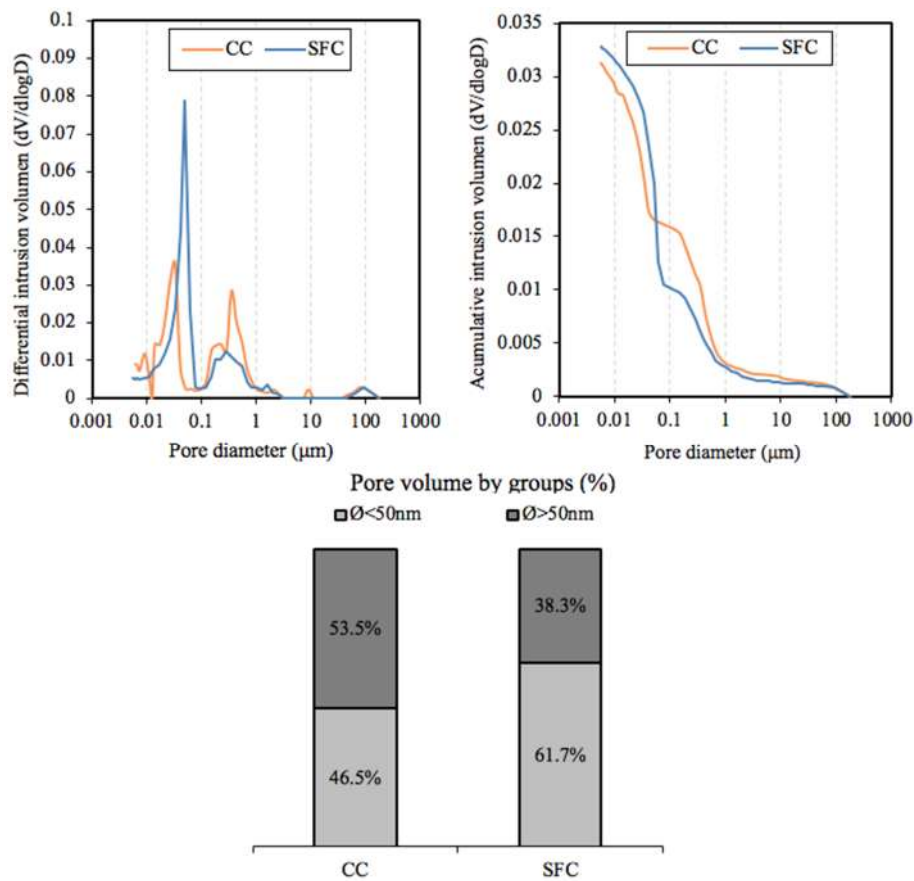 Differential intrusion volumen (dV/dlogD)
CC
SFC
0.1
0.09
0.08
0.07
0.06
0.05
0.04
0.03
0.02
0.01
0
0.001
0.01
0.1
1
10
100
1000
Pore diameter (µm)
Acumulative intrusion volumen (dV/dlogD)
CC
SFC
0.035
0.03
0.025
0.02
0.015
0.01
0.005
0
0.001
0.01
0.1
1
10
100
1000
Pore diameter (µm)
Pore volume by groups (%)
Ø<50nm
Ø>50nm
53.5%
46.5%
38.3%
61.7%
CC
SFC